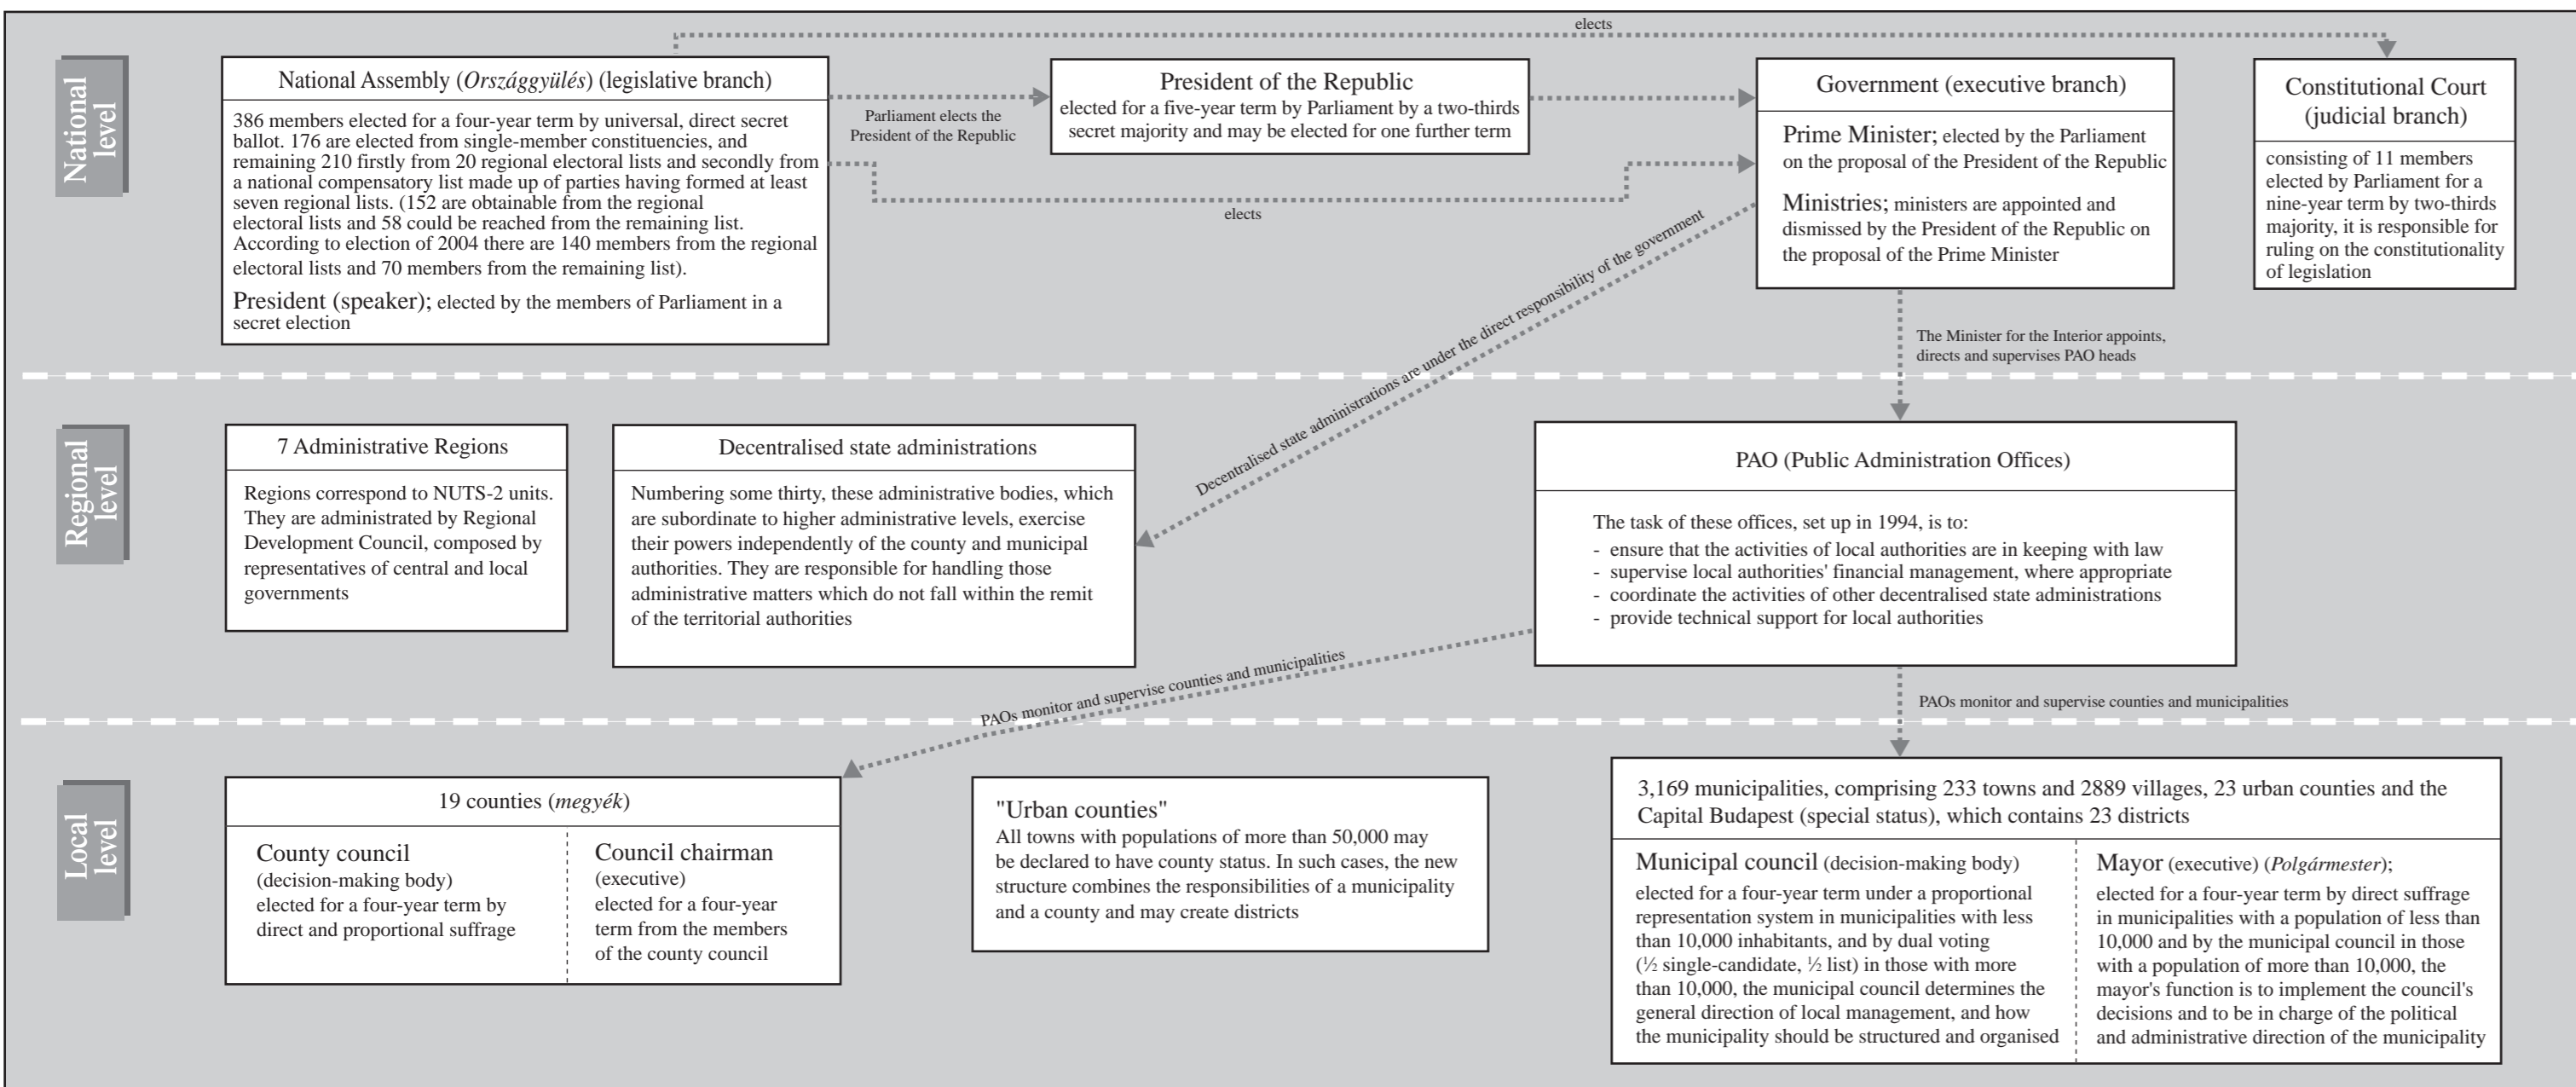 elects
National
level
National Assembly (Országgyülés) (legislative branch)
386 members elected for a four-year term by universal, direct secret
ballot. 176 are elected from single-member constituencies, and
remaining 210 firstly from 20 regional electoral lists and secondly from
a national compensatory list made up of parties having formed at least
seven regional lists. (152 are obtainable from the regional
electoral lists and 58 could be reached from the remaining list.
According to election of 2004 there are 140 members from the regional
electoral lists and 70 members from the remaining list).
President (speaker); elected by the members of Parliament in a
secret election
Parliament elects the
President of the Republic
President of the Republic
elected for a five-year term by Parliament by a two-thirds
secret majority and may be elected for one further term
elects
Government (executive branch)
Prime Minister; elected by the Parliament
on the proposal of the President of the Republic
Ministries; ministers are appointed and
dismissed by the President of the Republic on
the proposal of the Prime Minister
Constitutional Court
(judicial branch)
consisting of 11 members
elected by Parliament for a
nine-year term by two-thirds
majority, it is responsible for
ruling on the constitutionality
of legislation
Decentralised state administrations are under the direct responsibility of the government
The Minister for the Interior appoints,
directs and supervises PAO heads
Regional
level
7 Administrative Regions
Regions correspond to NUTS-2 units.
They are administrated by Regional
Development Council, composed by
representatives of central and local
governments
Decentralised state administrations
Numbering some thirty, these administrative bodies, which
are subordinate to higher administrative levels, exercise
their powers independently of the county and municipal
authorities. They are responsible for handling those
administrative matters which do not fall within the remit
of the territorial authorities
PAO (Public Administration Offices)
The task of these offices, set up in 1994, is to:
- ensure that the activities of local authorities are in keeping with law
- supervise local authorities' financial management, where appropriate
- coordinate the activities of other decentralised state administrations
- provide technical support for local authorities
PAOs monitor and supervise counties and municipalities
PAOs monitor and supervise counties and municipalities
Local
level
19 counties (megyék)
County council
(decision-making body)
elected for a four-year term by
direct and proportional suffrage
Council chairman
(executive)
elected for a four-year
term from the members
of the county council
"Urban counties"
All towns with populations of more than 50,000 may
be declared to have county status. In such cases, the new
structure combines the responsibilities of a municipality
and a county and may create districts
3,169 municipalities, comprising 233 towns and 2889 villages, 23 urban counties and the
Capital Budapest (special status), which contains 23 districts
Municipal council (decision-making body)
elected for a four-year term under a proportional
representation system in municipalities with less
than 10,000 inhabitants, and by dual voting
(½ single-candidate, ½ list) in those with more
than 10,000, the municipal council determines the
general direction of local management, and how
the municipality should be structured and organised
Mayor (executive) (Polgármester);
elected for a four-year term by direct suffrage
in municipalities with a population of less than
10,000 and by the municipal council in those
with a population of more than 10,000, the
mayor's function is to implement the council's
decisions and to be in charge of the political
and administrative direction of the municipality